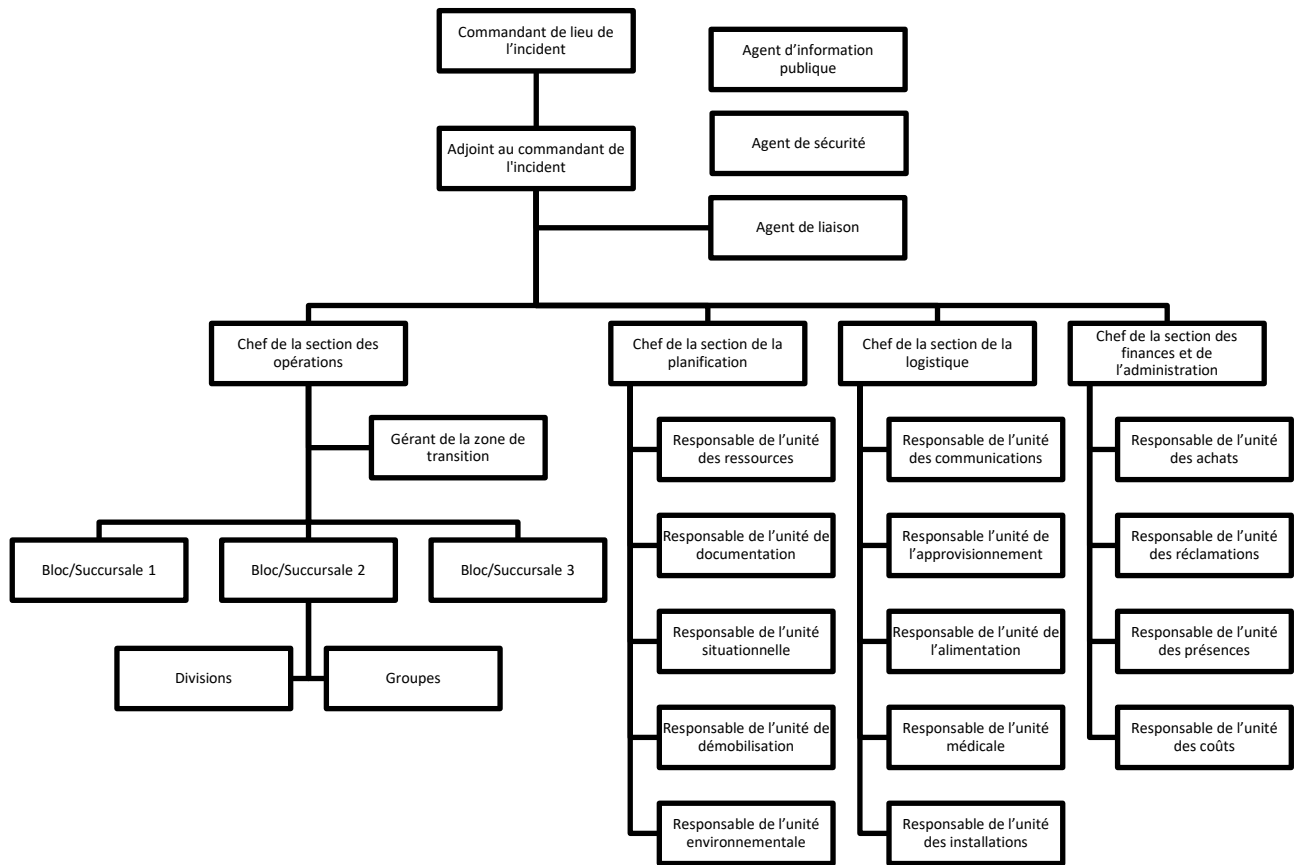 Commandant de lieu de
l’incident
Agent d’information
publique
Adjoint au commandant de
l'incident
Agent de sécurité
Agent de liaison
Chef de la section des
opérations
Chef de la section de la
planification
Chef de la section de la
logistique
Chef de la section des
finances et de
l’administration
Gérant de la zone de
transition
Bloc/Succursale 1
Bloc/Succursale 2
Bloc/Succursale 3
Divisions
Groupes
Responsable de l’unité
des ressources
Responsable de l’unité de
documentation
Responsable de l’unité
situationnelle
Responsable de l’unité de
démobilisation
Responsable de l’unité
environnementale
Responsable de l’unité
des communications
Responsable l’unité de
l’approvisionnement
Responsable de l’unité de
l’alimentation
Responsable de l’unité
médicale
Responsable de l’unité
des installations
Responsable de l’unité
des achats
Responsable de l’unité
des réclamations
Responsable de l’unité
des présences
Responsable de l’unité
des coûts